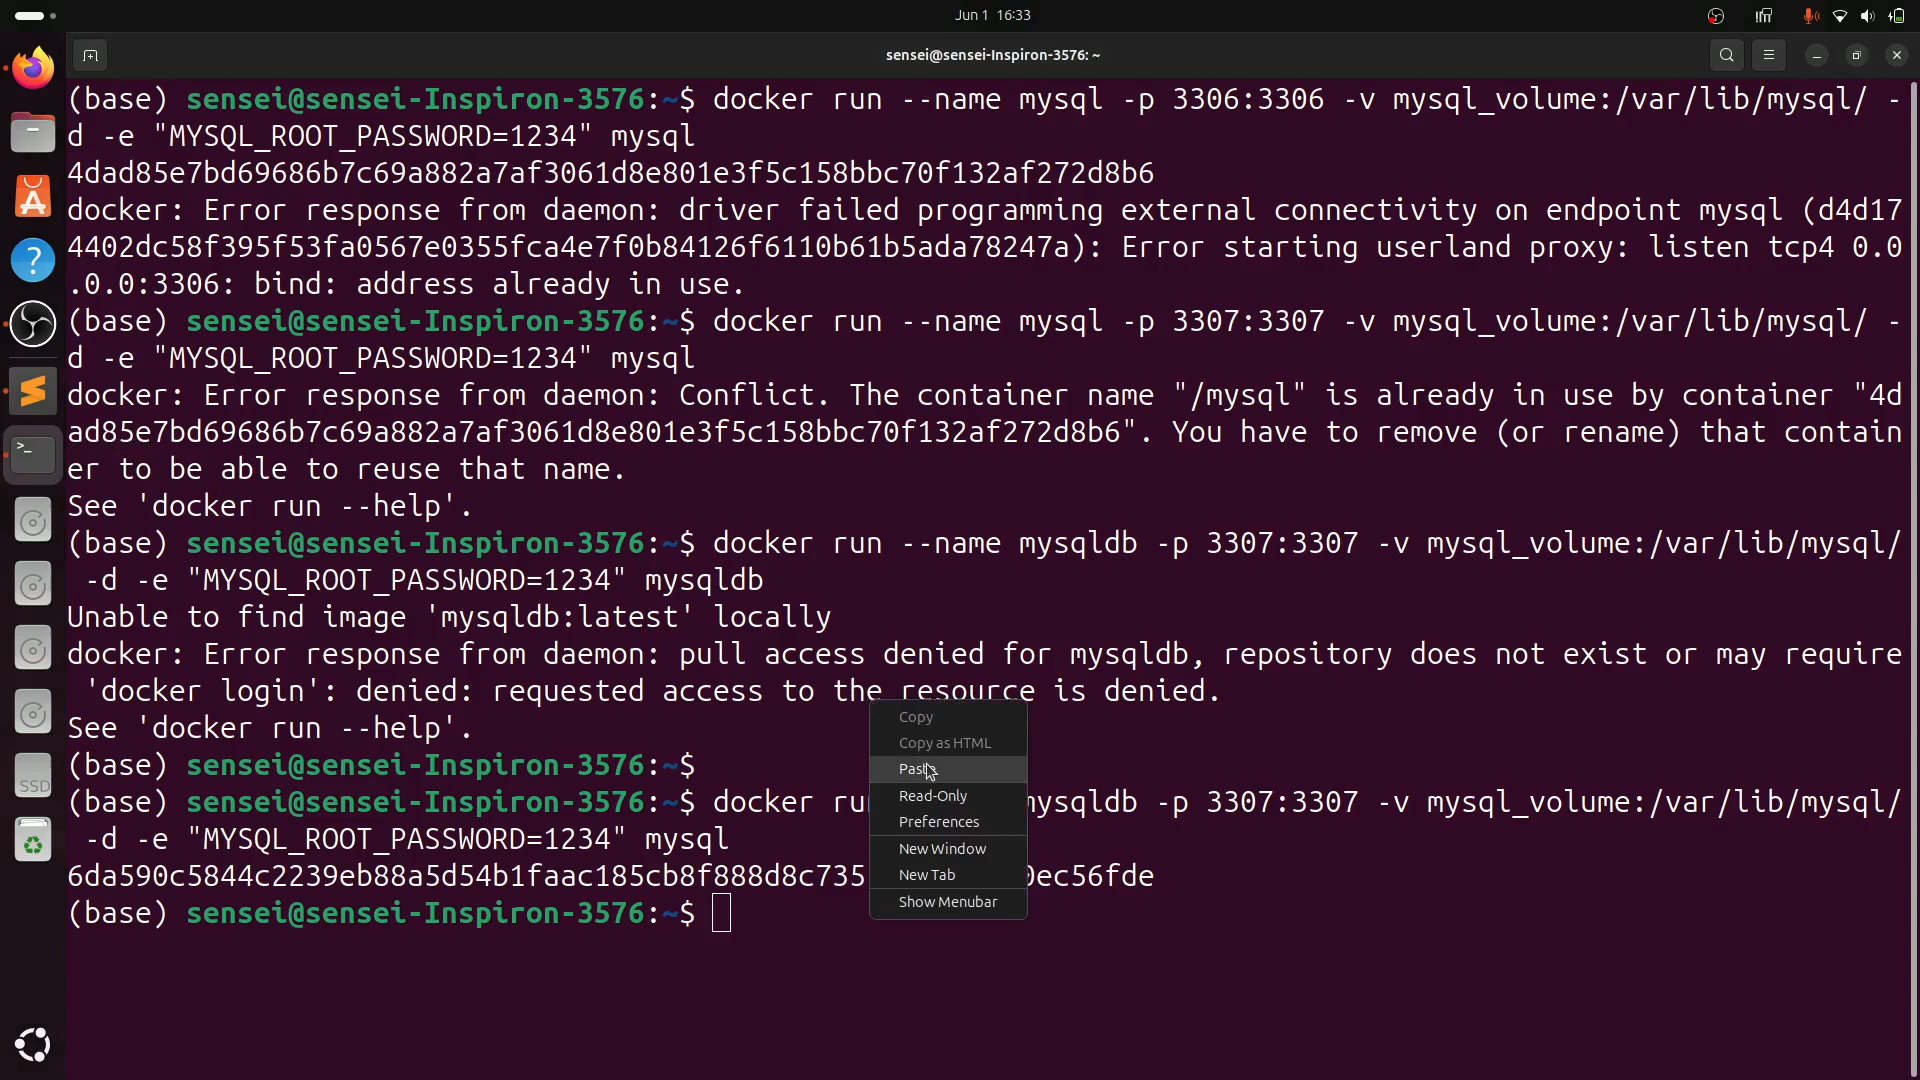 Jun 1 16:33
sensei@sensei-Inspiron-3576: ~
(base) sensei@sensei-Inspiron-3576:~$ docker run --name mysql -p 3306:3306 -v mysql_volume:/var/lib/mysql/ -
d -e "MYSQL_ROOT_PASSWORD=1234" mysql
4dad85e7bd69686b7c69a882a7af3061d8e801e3f5c158bbc70f132af272d8b6
docker: Error response from daemon: driver failed programming external connectivity on endpoint mysql (d4d17
4402dc58f395f53fa0567e0355fca4e7f0b84126f6110b61b5ada78247a): Error starting userland proxy: listen tcp4 0.0
.0.0:3306: bind: address already in use.
(base) sensei@sensei-Inspiron-3576:~$ docker run --name mysql -p 3307:3307 -v mysql_volume:/var/lib/mysql/ -
d -e "MYSQL_ROOT_PASSWORD=1234" mysql
docker: Error response from daemon: Conflict. The container name "/mysql" is already in use by container "4d
ad85e7bd69686b7c69a882a7af3061d8e801e3f5c158bbc70f132af272d8b6". You have to remove (or rename) that contain
er to be able to reuse that name.
See 'docker run --help'.
(base) sensei@sensei-Inspiron-3576:~$ docker run --name mysqldb -p 3307:3307 -v mysql_volume:/var/lib/mysql/
-d -e "MYSQL_ROOT_PASSWORD=1234" mysqldb
Unable to find image 'mysqldb:latest' locally
docker: Error response from daemon: pull access denied for mysqldb, repository does not exist or may require
'docker login': denied: requested access to the resource is denied.
See 'docker run --help'.
(base) sensei@sensei-Inspiron-3576:~$
(base) sensei@sensei-Inspiron-3576:~$ docker ru mysqldb -p 3307:3307 -v mysql_volume:/var/lib/mysql/
-d -e "MYSQL_ROOT_PASSWORD=1234" mysql
6da590c5844c2239eb88a5d54b1faac185cb8f888d8c735 0ec56fde
(base) sensei@sensei-Inspiron-3576:~$
Copy
Copy as HTML
Paste
Read-Only
Preferences
New Window
New Tab
Show Menubar
SSD